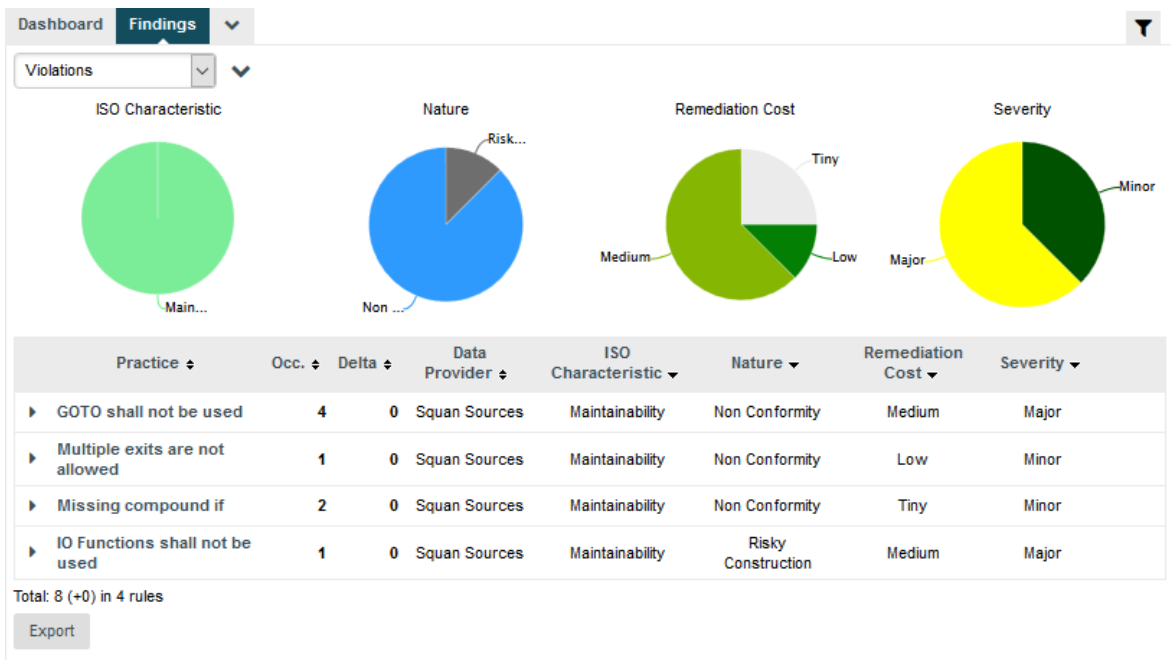 Dashboard Findings
Violations
ISO Characteristic Nature Remediation Cost Severity
Risk...
Tiny
Minor
Medium Low Major
Main... Non ...
Practice Occ. Delta Data Provider ISO Characteristic Nature Remediation Cost Severity
GOTO shall not be used 4 0 Squan Sources Maintainability Non Conformity Medium Major
Multiple exits are not allowed 1 0 Squan Sources Maintainability Non Conformity Low Minor
Missing compound if 2 0 Squan Sources Maintainability Non Conformity Tiny Minor
IO Functions shall not be used 1 0 Squan Sources Maintainability Risky Construction Medium Major
Total: 8 (+0) in 4 rules
Export